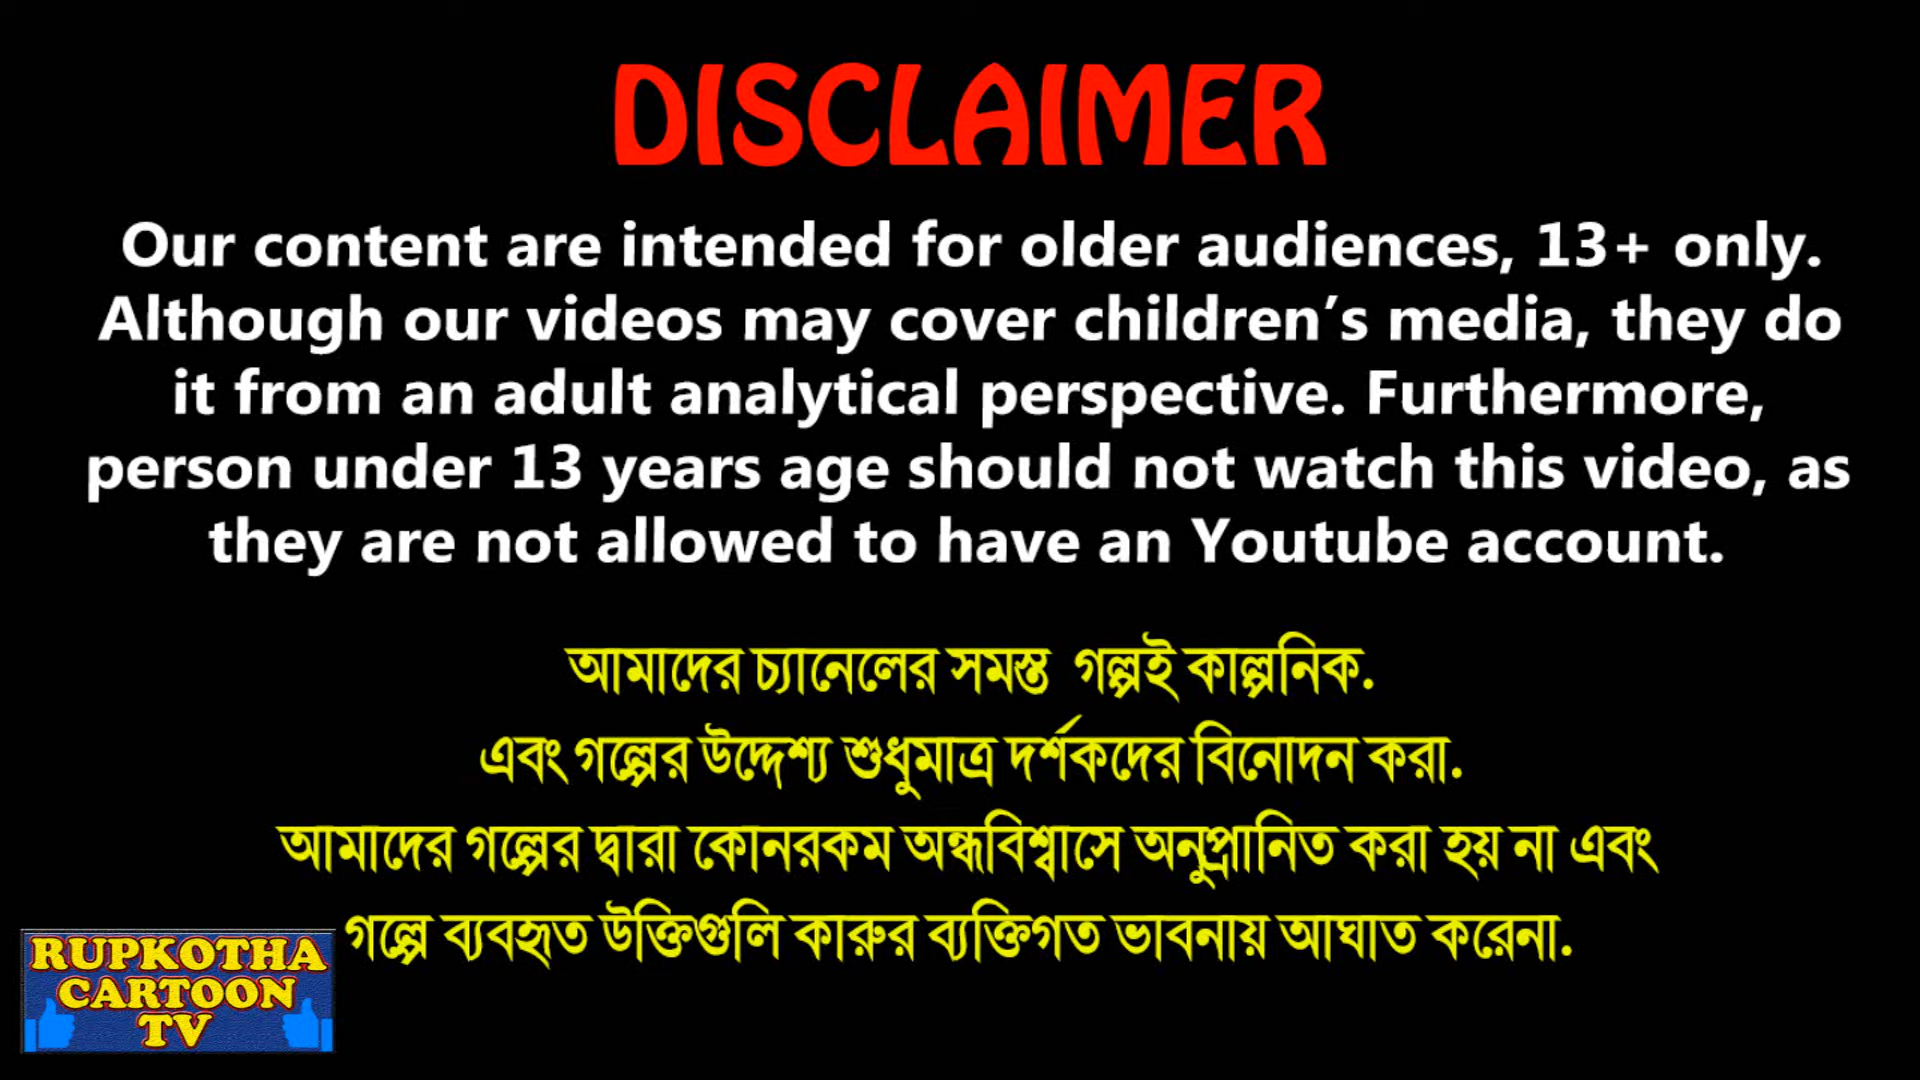 DISCLAIMER
Our content are intended for older audiences, 13+ only.
Although our videos may cover children’s media, they do
it from an adult analytical perspective. Furthermore,
person under 13 years age should not watch this video, as
they are not allowed to have an Youtube account.
আমাদের চ্যানেলের সমস্ত গল্পই কাল্পনিক.
এবং গল্পের উদ্দেশ্য শুধুমাত্র দর্শকদের বিনোদন করা.
আমাদের গল্পের দ্বারা কোনরকম অন্ধবিশ্বাসে অনুপ্রানিত করা হয় না এবং
গল্পে ব্যবহৃত উক্তিগুলি কারুর ব্যক্তিগত ভাবনায় আঘাত করেনা.
RUPKOTHA
CARTOON
TV